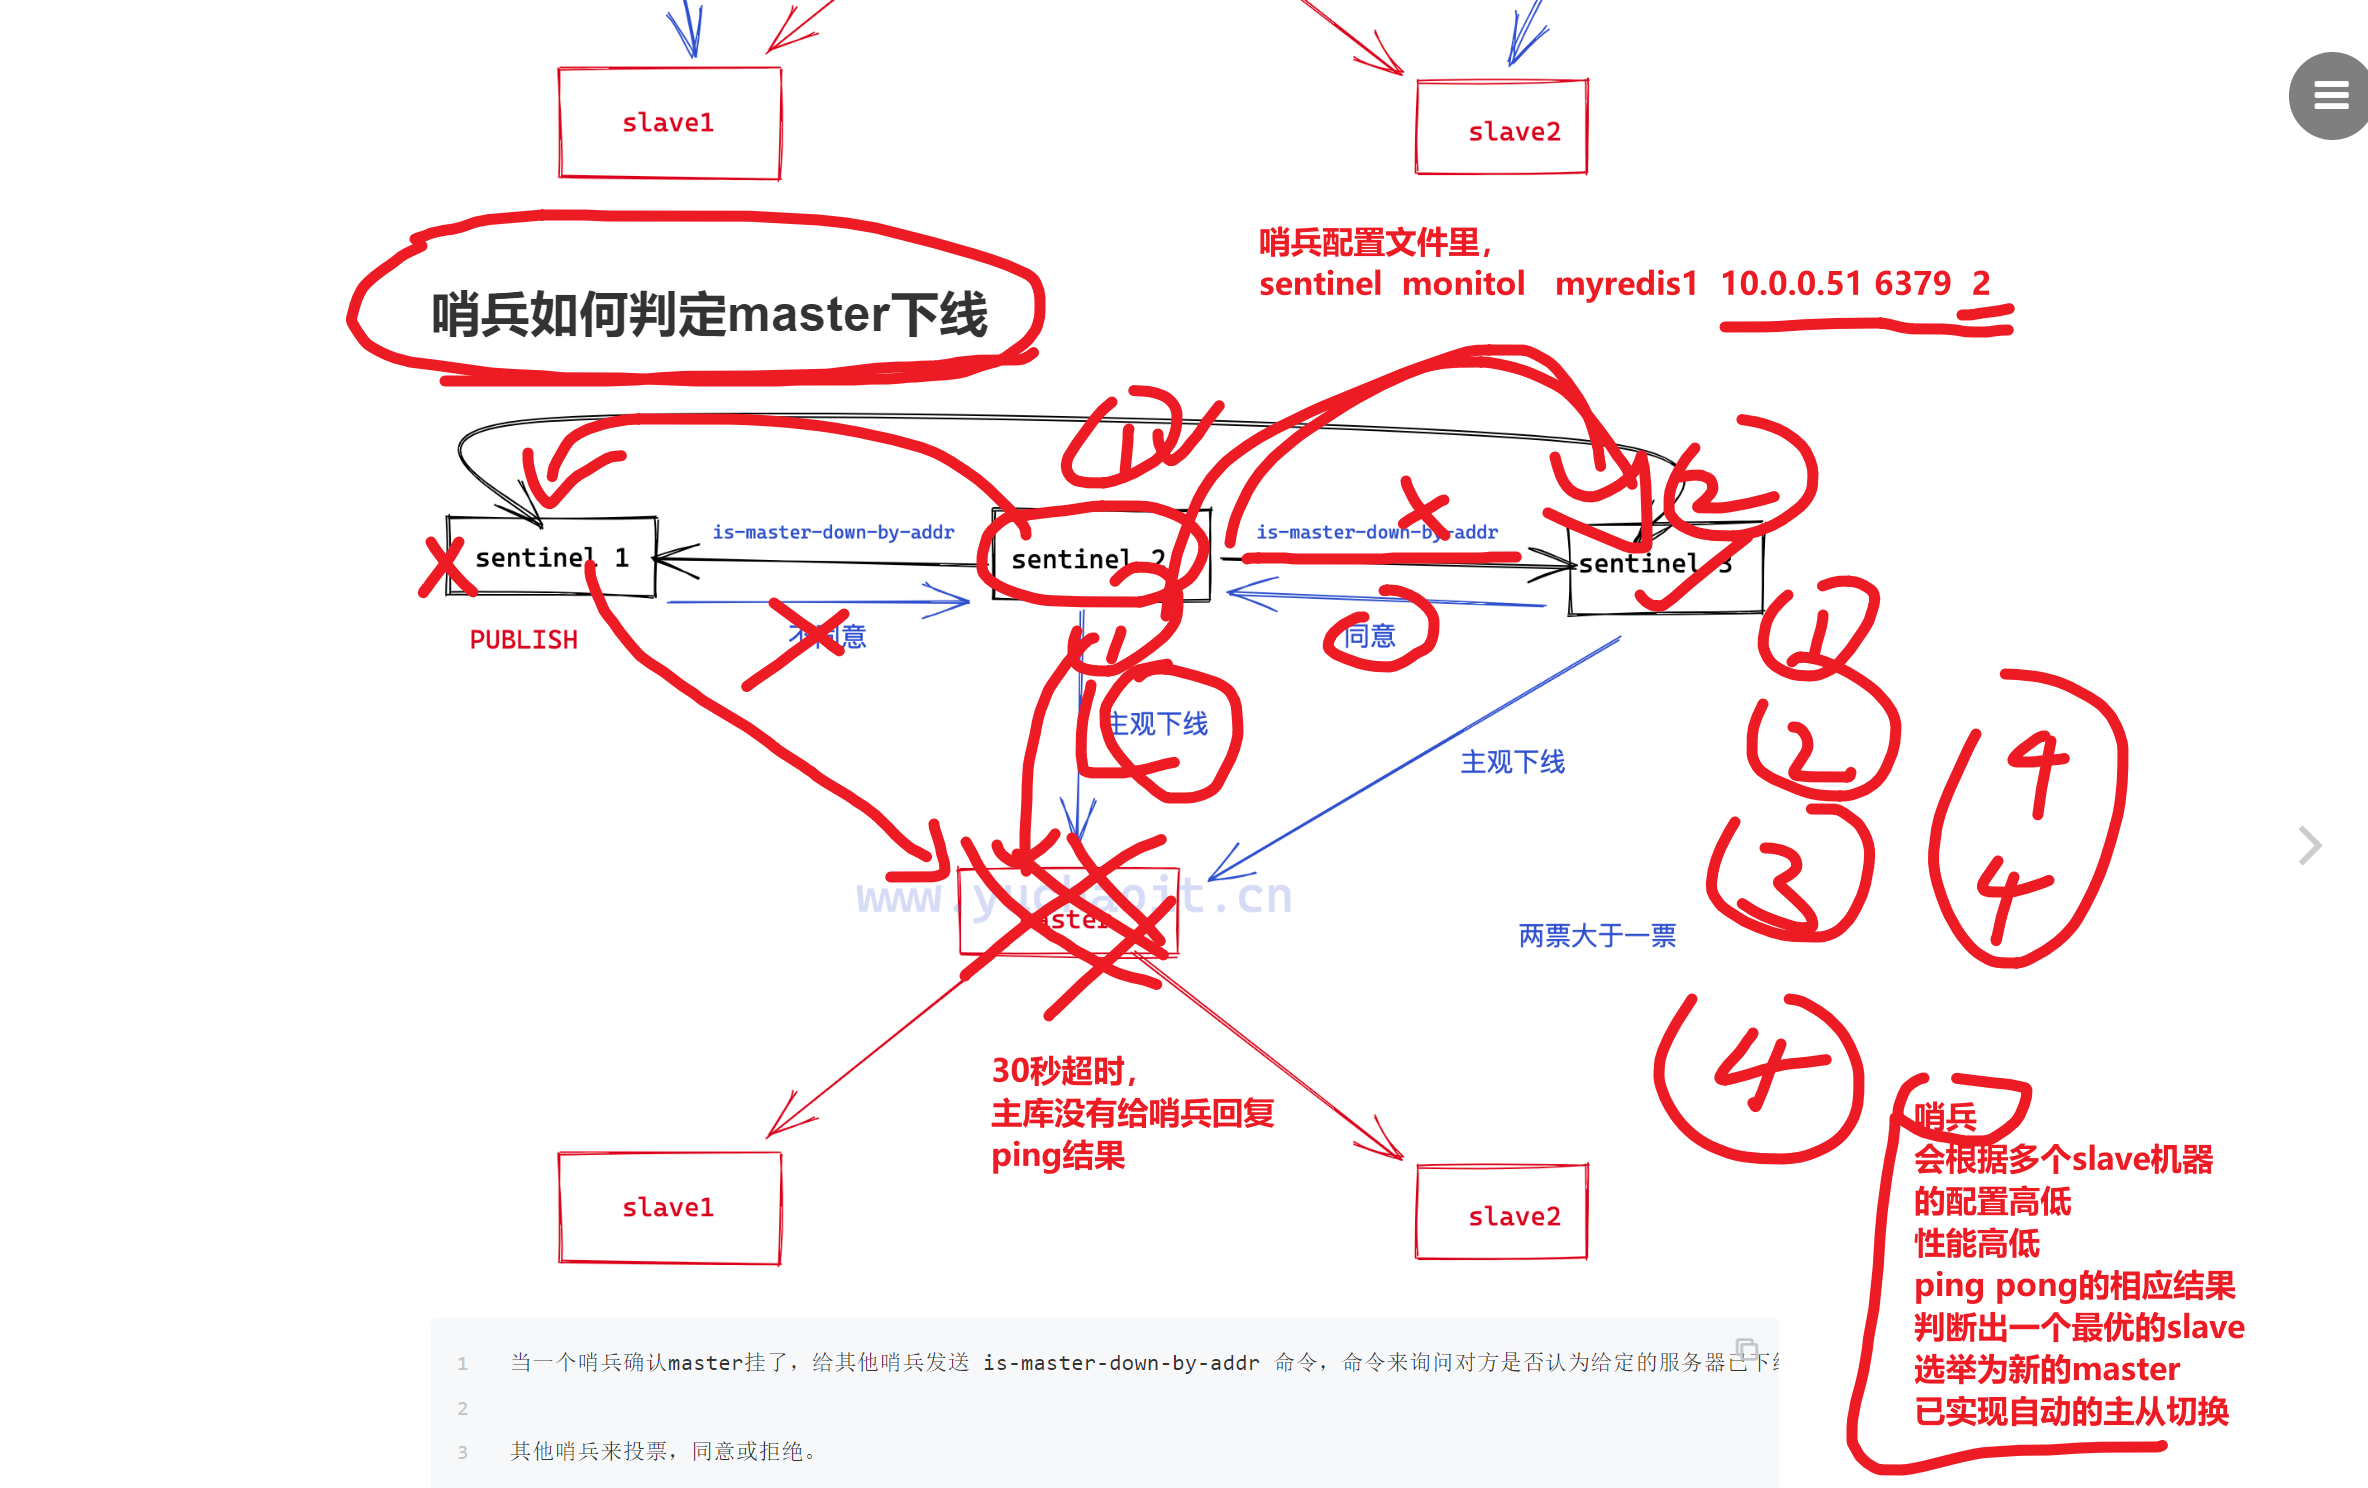 slave1
slave2
哨兵配置文件里，
sentinel monitol myredis1 10.0.0.51 6379 2
哨兵如何判定master下线
1
2
is-master-down-by-addr
is-master-down-by-addr
sentinel 1
sentinel 2
sentinel 3
PUBLISH
不同意
同意
1
1
主观下线
2
主观下线
4
3
4
www.yuchaoit.cn
master
两票大于一票
4
30秒超时，
主库没有给哨兵回复
ping结果
哨兵
会根据多个slave机器
的配置高低
性能高低
ping pong的相应结果
判断出一个最优的slave
选举为新的master
已实现自动的主从切换
slave1
slave2
1 当一个哨兵确认master挂了，给其他哨兵发送 is-master-down-by-addr 命令，命令来询问对方是否认为给定的服务器已下
2
3 其他哨兵来投票，同意或拒绝。